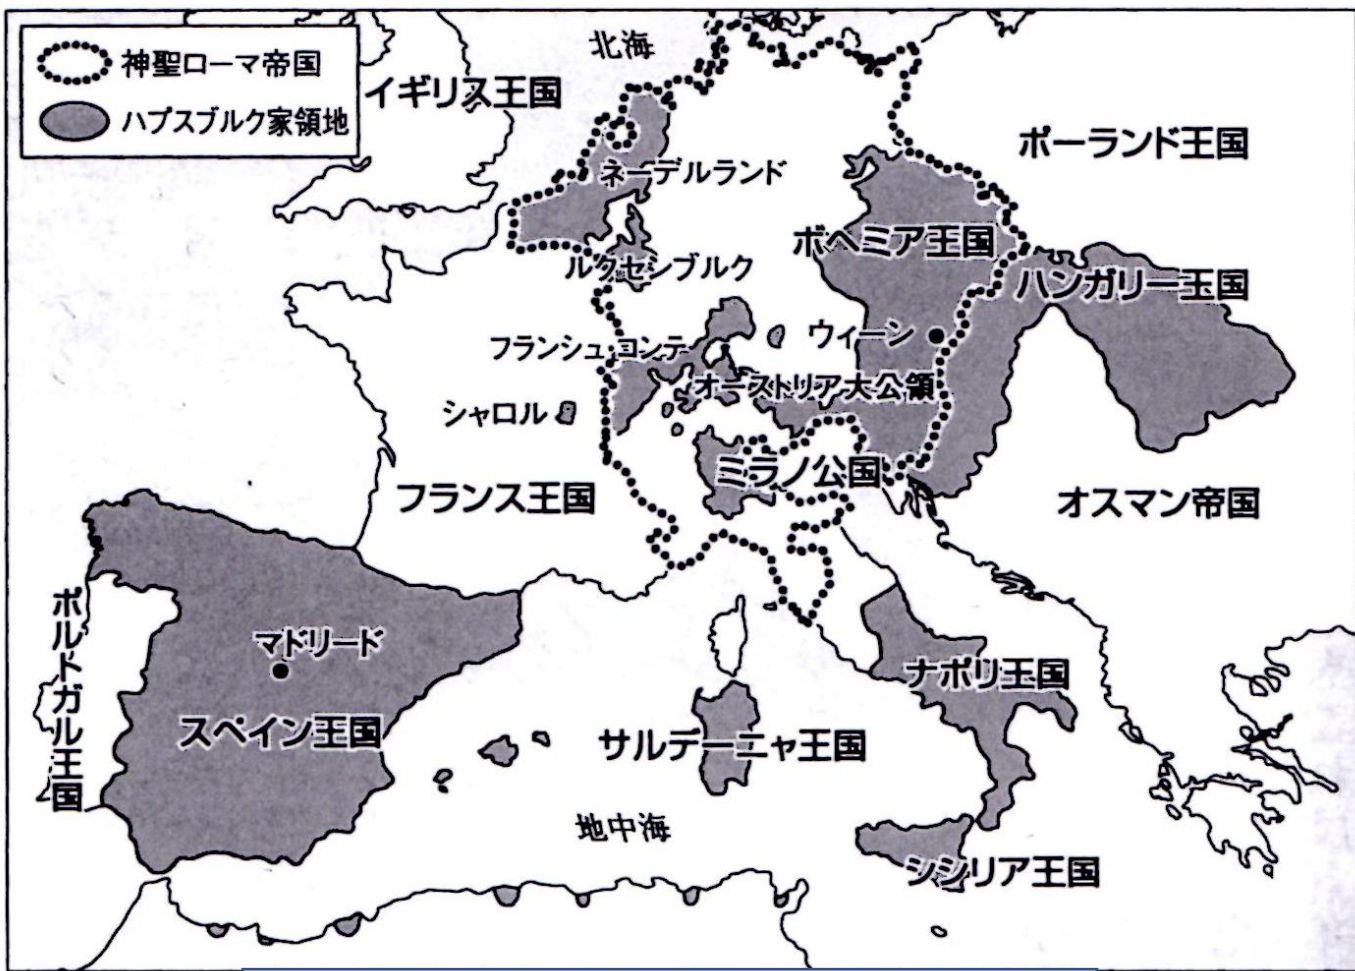 神聖ローマ帝国
ハプスブルク家領地
北海
イギリス王国
ポーランド王国
ネーデルランド
ボヘミア王国
ルクセンブルク
ハンガリー王国
フランシュ・コンテ
ウィーン
オーストリア大公領
シャロル
ミラノ公国
フランス王国
オスマン帝国
ポルトガル王国
マドリード
ナポリ王国
スペイン王国
サルデーニャ王国
地中海
シシリア王国